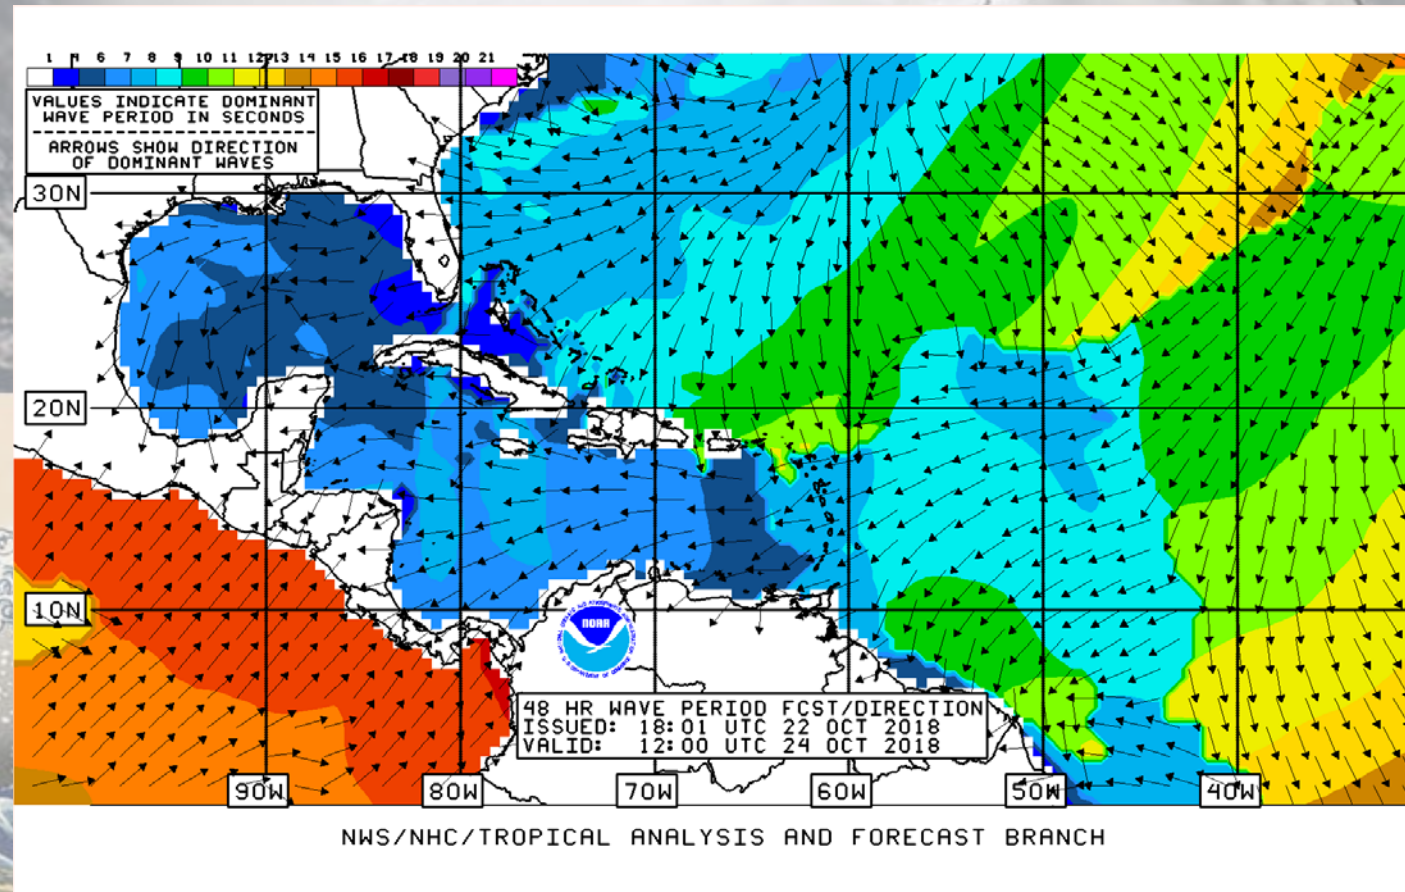 1 4 6 7 8 9 10 11 12 13 14 15 16 17 18 19 20 21
VALUES INDICATE DOMINANT
WAVE PERIOD IN SECONDS
ARROWS SHOW DIRECTION
OF DOMINANT WAVES
30N
20N
10N
NOAA
48 HR WAVE PERIOD FCST/DIRECTION
ISSUED: 18:01 UTC 22 OCT 2018
VALID: 12:00 UTC 24 OCT 2018
90W 80W 70W 60W 50W 40W
NWS/NHC/TROPICAL ANALYSIS AND FORECAST BRANCH